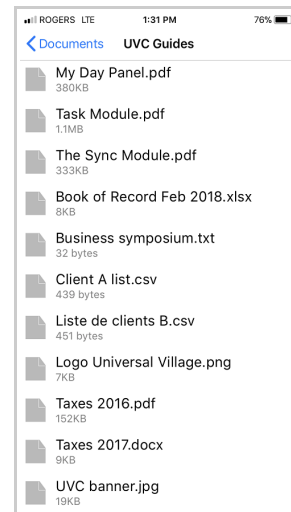 ROGERS LTE 1:31 PM 76%
Documents UVC Guides
My Day Panel.pdf
380KB
Task Module.pdf
1.1MB
The Sync Module.pdf
333KB
Book of Record Feb 2018.xlsx
8KB
Business symposium.txt
32 bytes
Client A list.csv
439 bytes
Liste de clients B.csv
451 bytes
Logo Universal Village.png
7KB
Taxes 2016.pdf
152KB
Taxes 2017.docx
9KB
UVC banner.jpg
19KB